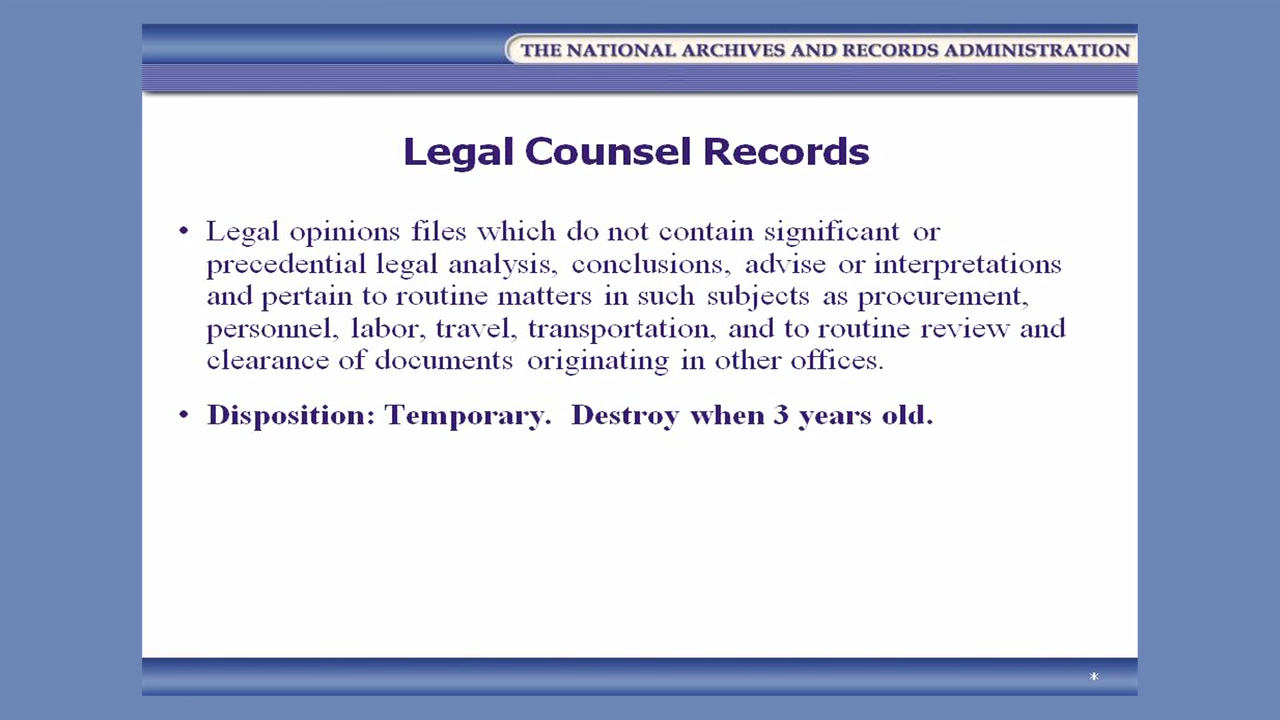 THE NATIONAL ARCHIVES AND RECORDS ADMINISTRATION
Legal Counsel Records
• Legal opinions files which do not contain significant or
precedential legal analysis, conclusions, advise or interpretations
and pertain to routine matters in such subjects as procurement,
personnel, labor, travel, transportation, and to routine review and
clearance of documents originating in other offices.
• Disposition: Temporary. Destroy when 3 years old.
*